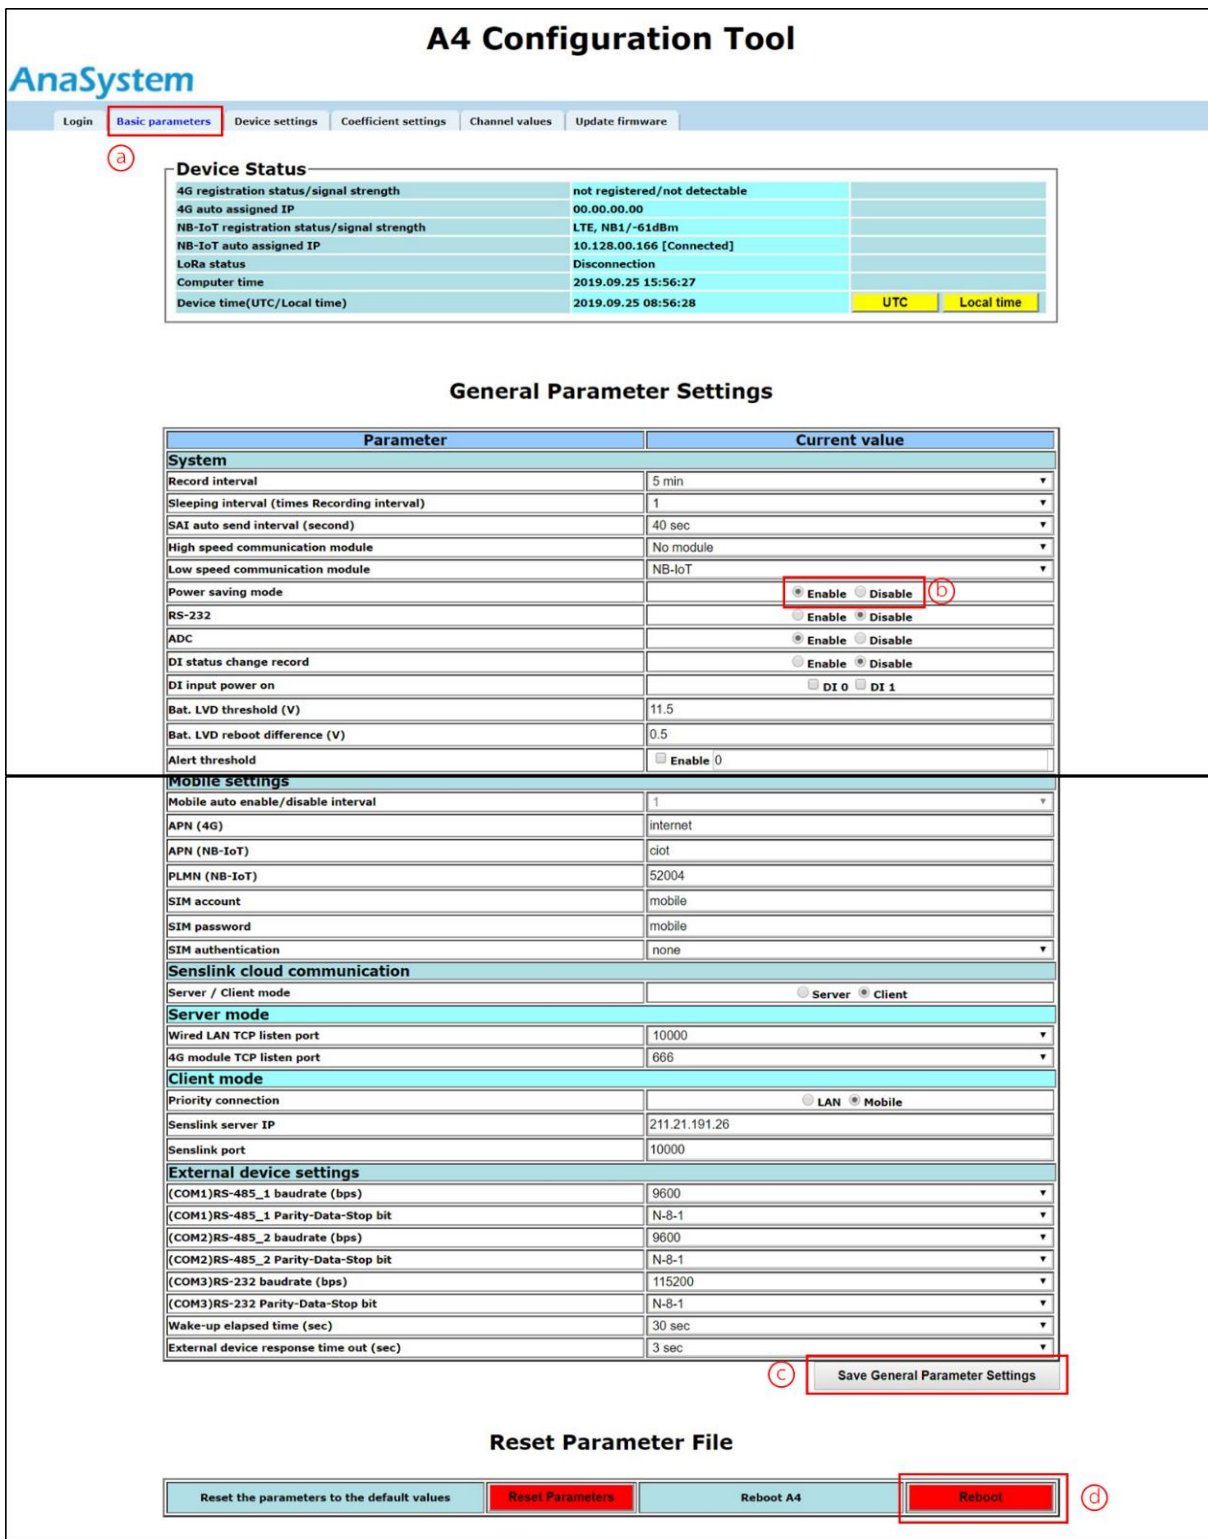 A4 Configuration Tool
AnaSystem
Login Basic parameters Device settings Coefficient settings Channel values Update firmware
a
Device Status
4G registration status/signal strength not registered/not detectable
4G auto assigned IP 00.00.00.00
NB-IoT registration status/signal strength LTE, NB1/-61dBm
NB-IoT auto assigned IP 10.128.00.166 [Connected]
LoRa status Disconnection
Computer time 2019.09.25 15:56:27
Device time(UTC/Local time) 2019.09.25 08:56:28 UTC Local time
General Parameter Settings
Parameter Current value
System
Record interval 5 min
Sleeping interval (times Recording interval) 1
SAI auto send interval (second) 40 sec
High speed communication module No module
Low speed communication module NB-IoT
Power saving mode Enable Disable b
RS-232 Enable Disable
ADC Enable Disable
DI status change record Enable Disable
DI input power on DI 0 DI 1
Bat. LVD threshold (V) 11.5
Bat. LVD reboot difference (V) 0.5
Alert threshold Enable 0
Mobile settings
Mobile auto enable/disable interval 1
APN (4G) internet
APN (NB-IoT) ciot
PLMN (NB-IoT) 52004
SIM account mobile
SIM password mobile
SIM authentication none
Senslink cloud communication
Server / Client mode Server Client
Server mode
Wired LAN TCP listen port 10000
4G module TCP listen port 666
Client mode
Priority connection LAN Mobile
Senslink server IP 211.21.191.26
Senslink port 10000
External device settings
(COM1)RS-485_1 baudrate (bps) 9600
(COM1)RS-485_1 Parity-Data-Stop bit N-8-1
(COM2)RS-485_2 baudrate (bps) 9600
(COM2)RS-485_2 Parity-Data-Stop bit N-8-1
(COM3)RS-232 baudrate (bps) 115200
(COM3)RS-232 Parity-Data-Stop bit N-8-1
Wake-up elapsed time (sec) 30 sec
External device response time out (sec) 3 sec
c Save General Parameter Settings
Reset Parameter File
Reset the parameters to the default values Reset Parameters Reboot A4 Reboot d